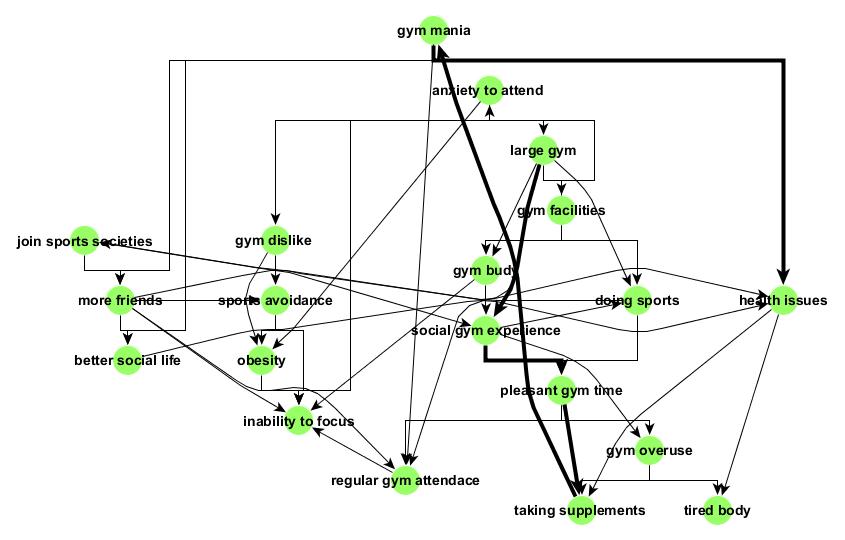 gym mania
anxiety to attend
large gym
gym facilities
join sports societies
gym dislike
gym budy
more friends
sports avoidance
doing sports
health issues
social gym experience
better social life
obesity
pleasant gym time
inability to focus
gym overuse
regular gym attendace
taking supplements
tired body